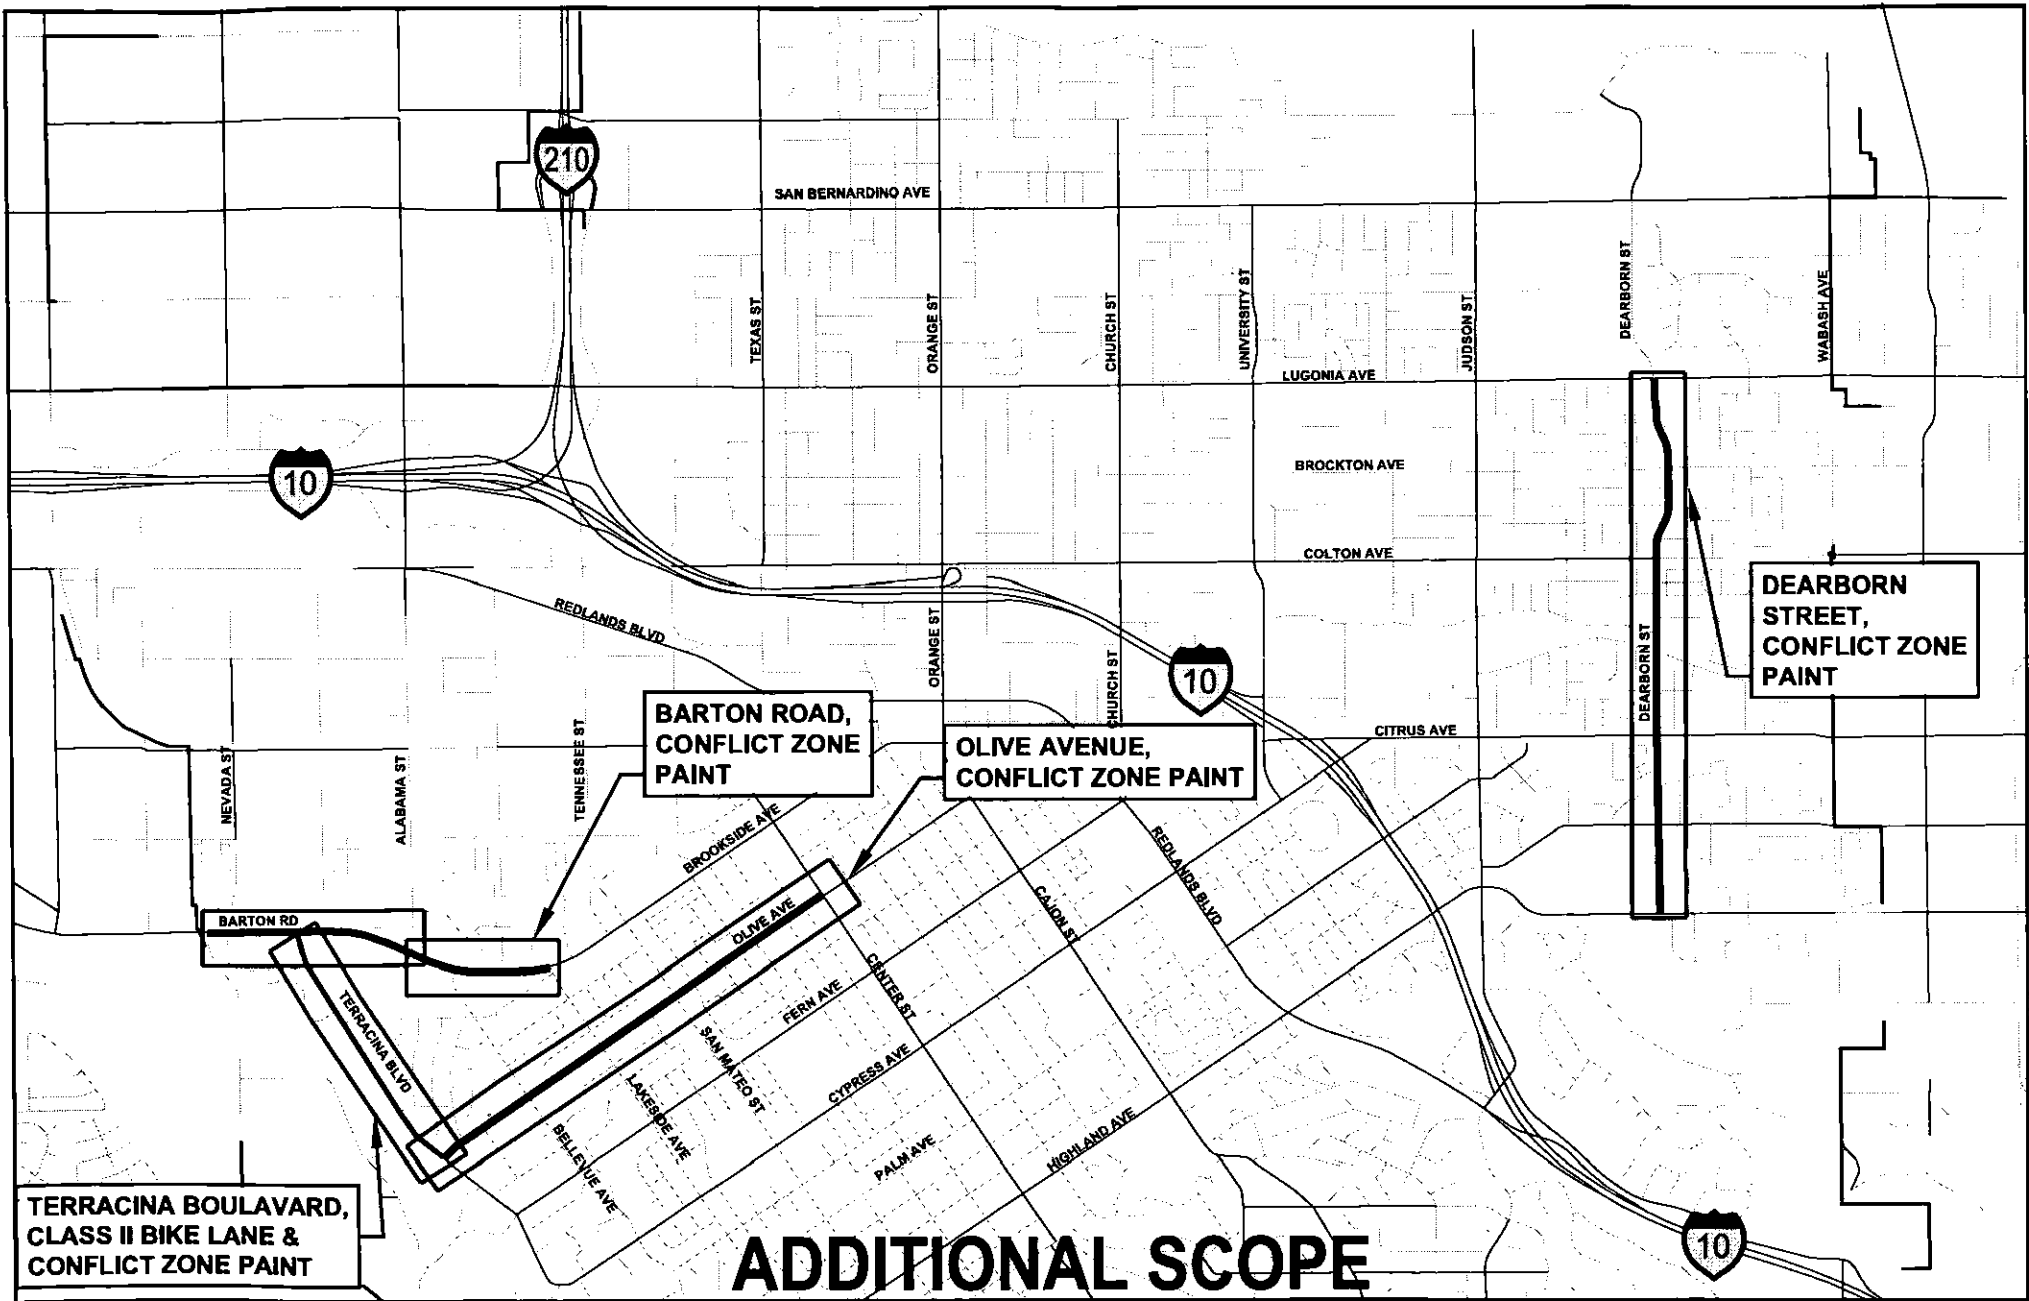 210
SAN BERNARDINO AVE
TEXAS ST
ORANGE ST
CHURCH ST
UNIVERSITY ST
JUDSON ST
DEARBORN ST
WABASH AVE
LUGONIA AVE
10
BROCKTON AVE
COLTON AVE
REDLANDS BLVD
ORANGE ST
CHURCH ST
10
DEARBORN ST
DEARBORN
STREET,
CONFLICT ZONE
PAINT
CITRUS AVE
NEVADA ST
ALABAMA ST
TENNESSEE ST
BARTON ROAD,
CONFLICT ZONE
PAINT
OLIVE AVENUE,
CONFLICT ZONE PAINT
BROOKSIDE AVE
REDLANDS BLVD
BARTON RD
OLIVE AVE
CAJON ST
CENTER ST
TERRACINA BLVD
FERN AVE
SAN MATEO ST
LAKESIDE AVE
CYPRESS AVE
BELLEVUE AVE
PALM AVE
HIGHLAND AVE
TERRACINA BOULAVARD,
CLASS II BIKE LANE &
CONFLICT ZONE PAINT
10
ADDITIONAL SCOPE